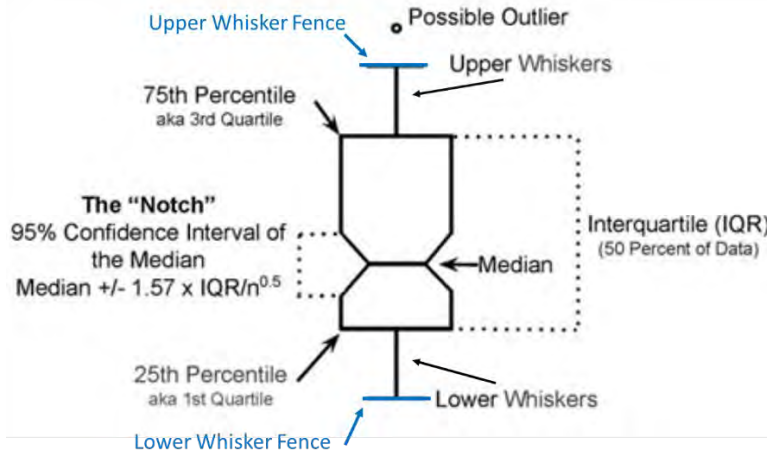 Upper Whisker Fence
Possible Outlier
Upper Whiskers
75th Percentile
aka 3rd Quartile
The “Notch”
95% Confidence Interval of
the Median
Median +/- 1.57 x IQR/n^0.5
Interquartile (IQR)
(50 Percent of Data)
Median
25th Percentile
aka 1st Quartile
Lower Whiskers
Lower Whisker Fence